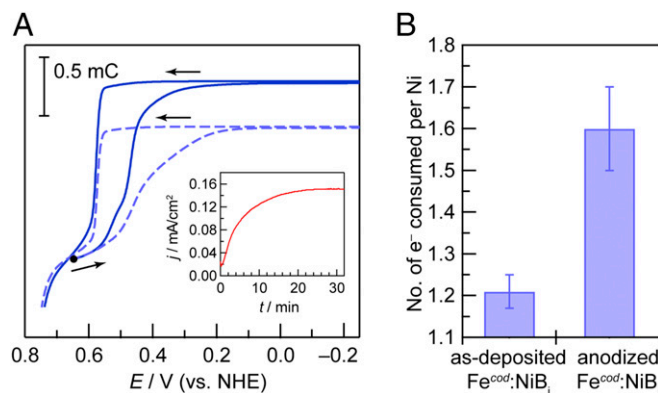 A
0.5 mC
j / mA/cm²
0.16
0.12
0.08
0.04
0.00
0 10 20 30
t / min
0.8 0.6 0.4 0.2 0.0 −0.2
E / V (vs. NHE)
B
No. of e⁻ consumed per Ni
1.8
1.7
1.6
1.5
1.4
1.3
1.2
1.1
as-deposited anodized
Feᶜᵒᵈ:NiBᵢ Feᶜᵒᵈ:NiB